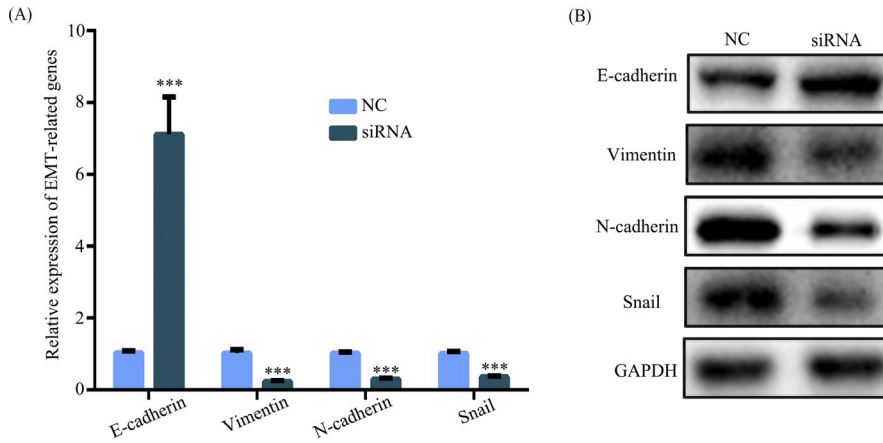 (A)
Relative expression of EMT-related genes
10
8
6
4
2
0
***
***
***
***
NC
siRNA
E-cadherin
Vimentin
N-cadherin
Snail
(B)
NC siRNA
E-cadherin
Vimentin
N-cadherin
Snail
GAPDH